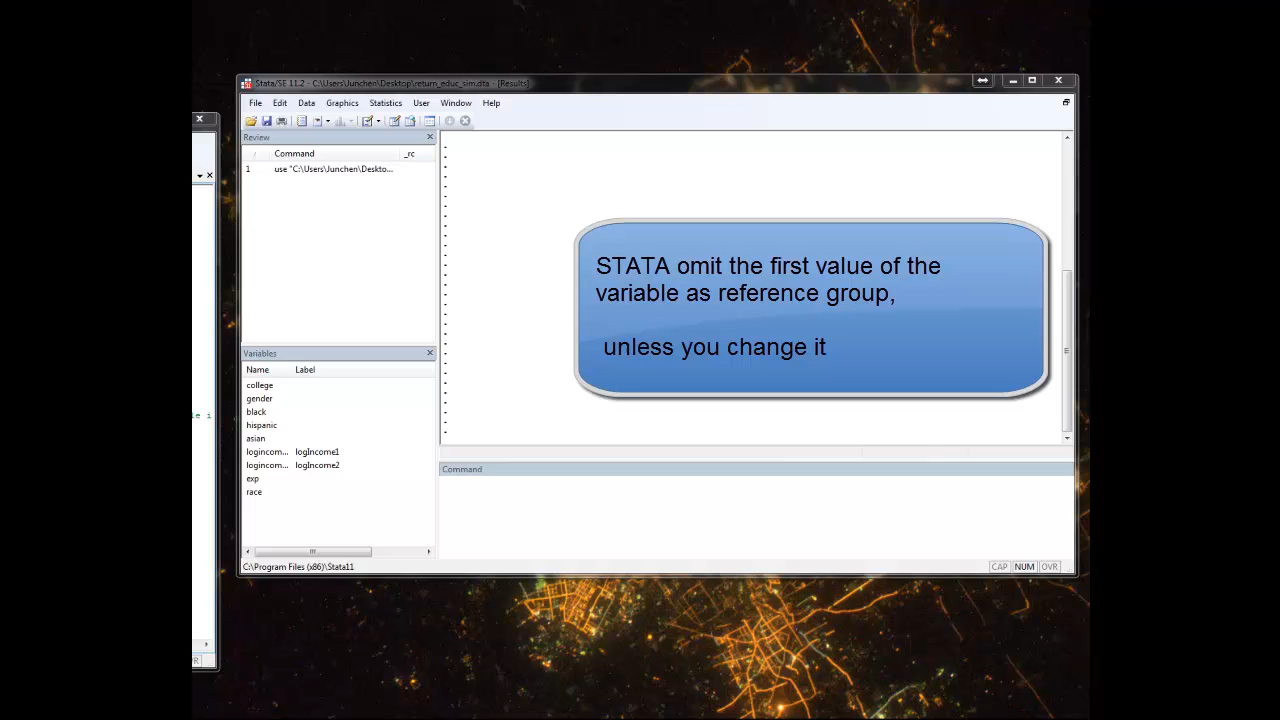 Stata/SE 11.2 - C:\Users\Junchen\Desktop\return_educ_sim.dta - [Results]
File Edit Data Graphics Statistics User Window Help
Review
Command _rc
1 use "C:\Users\Junchen\Deskto...
STATA omit the first value of the
variable as reference group,
unless you change it
Variables
Name Label
college
gender
black
hispanic
asian
logincom... logIncome1
logincom... logIncome2
exp
race
Command
C:\Program Files (x86)\Stata11
CAP NUM OVR